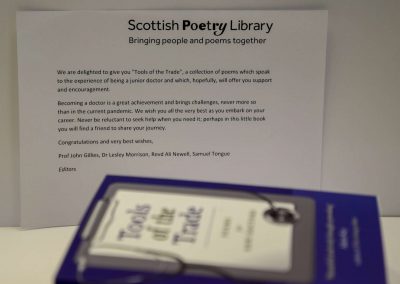 Scottish Poetry Library
Bringing people and poems together
We are delighted to give you "Tools of the Trade", a collection of poems which speak
to the experience of being a junior doctor and which, hopefully, will offer you support
and encouragement.
Becoming a doctor is a great achievement and brings challenges, never more so
than in the current pandemic. We wish you all the very best as you embark on your
career. Never be reluctant to seek help when you need it; perhaps in this little book
you will find a friend to share your journey.
Congratulations and very best wishes,
Prof John Gillies, Dr Lesley Morrison, Revd Ali Newell, Samuel Tongue
Editors
Tools
of the
Trade